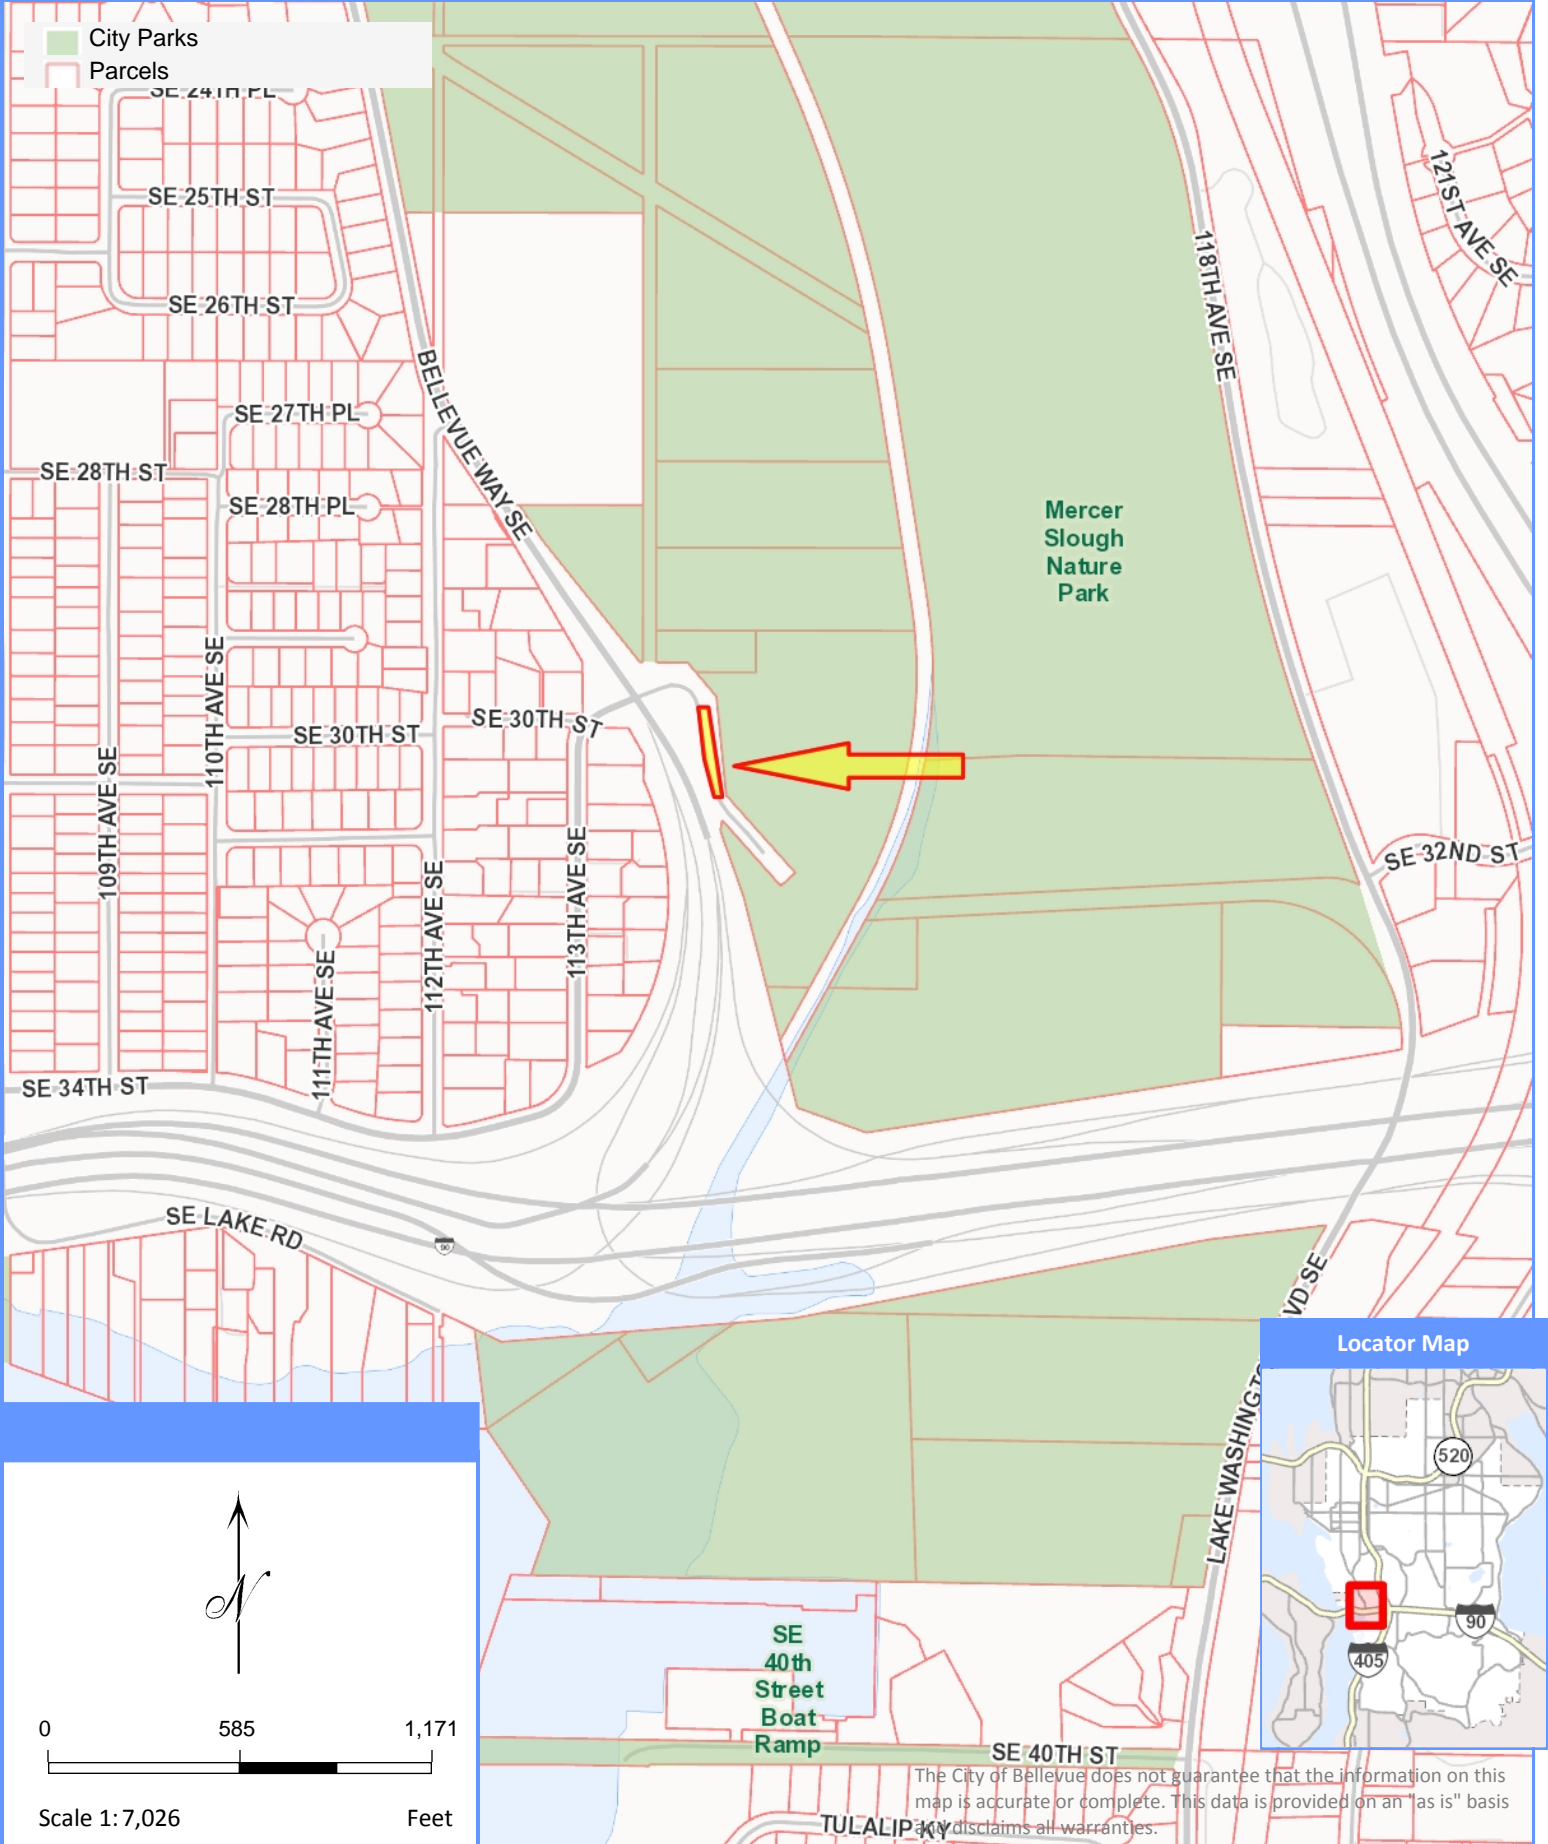 City Parks
Parcels
SE 24TH PL
SE 25TH ST
SE 26TH ST
121ST AVE SE
118TH AVE SE
BELLEVUE WAY SE
SE 27TH PL
SE 28TH ST
SE 28TH PL
Mercer
Slough
Nature
Park
110TH AVE SE
SE 30TH ST
SE 30TH ST
109TH AVE SE
113TH AVE SE
112TH AVE SE
SE 32ND ST
111TH AVE SE
SE 34TH ST
SE LAKE RD
90
LAKE WASHINGTO
VD SE
Locator Map
520
90
405
SE
40th
Street
Boat
Ramp
SE 40TH ST
TULALIP KY
N
0 585 1,171
Scale 1: 7,026 Feet
The City of Bellevue does not guarantee that the information on this
map is accurate or complete. This data is provided on an "as is" basis
and disclaims all warranties.